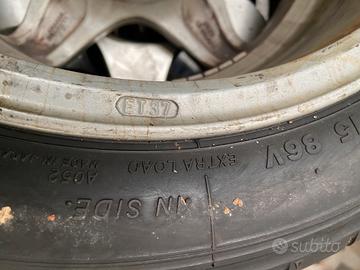 ET37
15 86V
EXTRA LOAD
A052
MADE IN JAPAN
IN SIDE.
subito